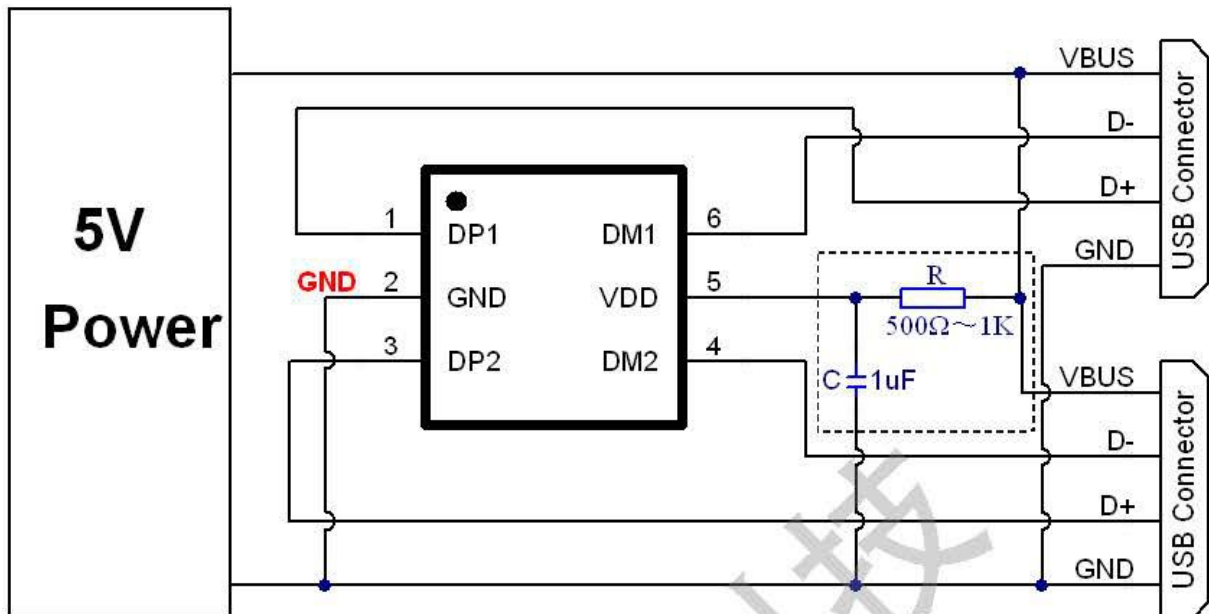 5V
Power
VBUS
D-
D+
GND
USB Connector
1
DP1
DM1
6
GND
2
GND
VDD
5
3
DP2
DM2
4
R
500Ω～1K
C
1uF
VBUS
D-
D+
GND
USB Connector
技